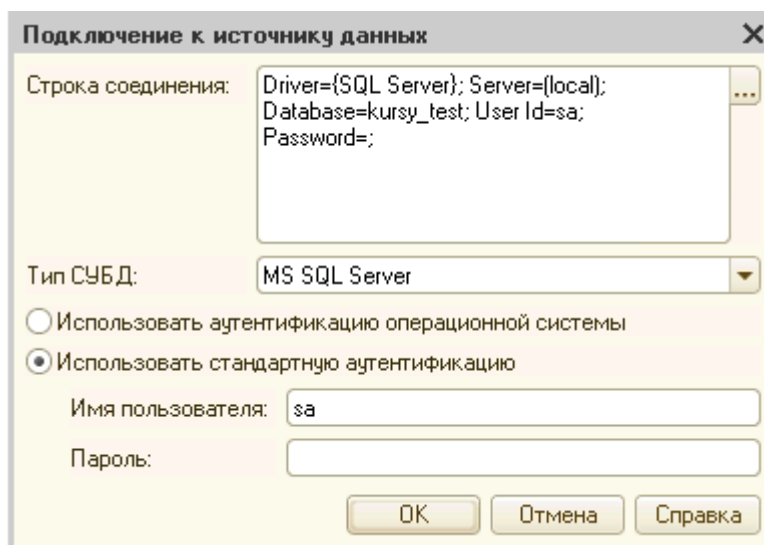 Подключение к источнику данных
Строка соединения:
Driver={SQL Server}; Server=(local);
Database=kursy_test; User Id=sa;
Password=;
...
Тип СУБД:
MS SQL Server
Использовать аутентификацию операционной системы
Использовать стандартную аутентификацию
Имя пользователя:
sa
Пароль:
OK
Отмена
Справка